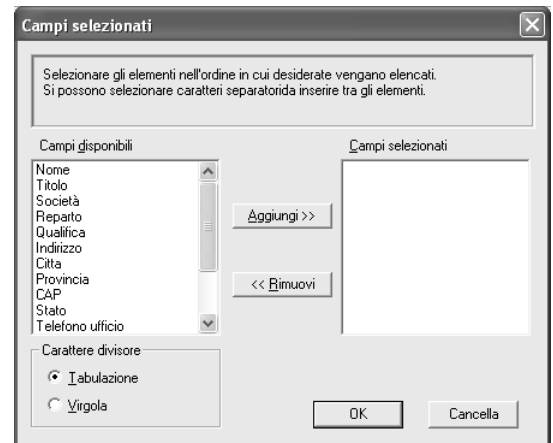 Campi selezionati
Selezionare gli elementi nell'ordine in cui desiderate vengano elencati.
Si possono selezionare caratteri separatorida inserire tra gli elementi.
Campi disponibili
Nome
Titolo
Società
Reparto
Qualifica
Indirizzo
Citta
Provincia
CAP
Stato
Telefono ufficio
Aggiungi >>
<< Rimuovi
Campi selezionati
Carattere divisore
Tabulazione
Virgola
OK
Cancella